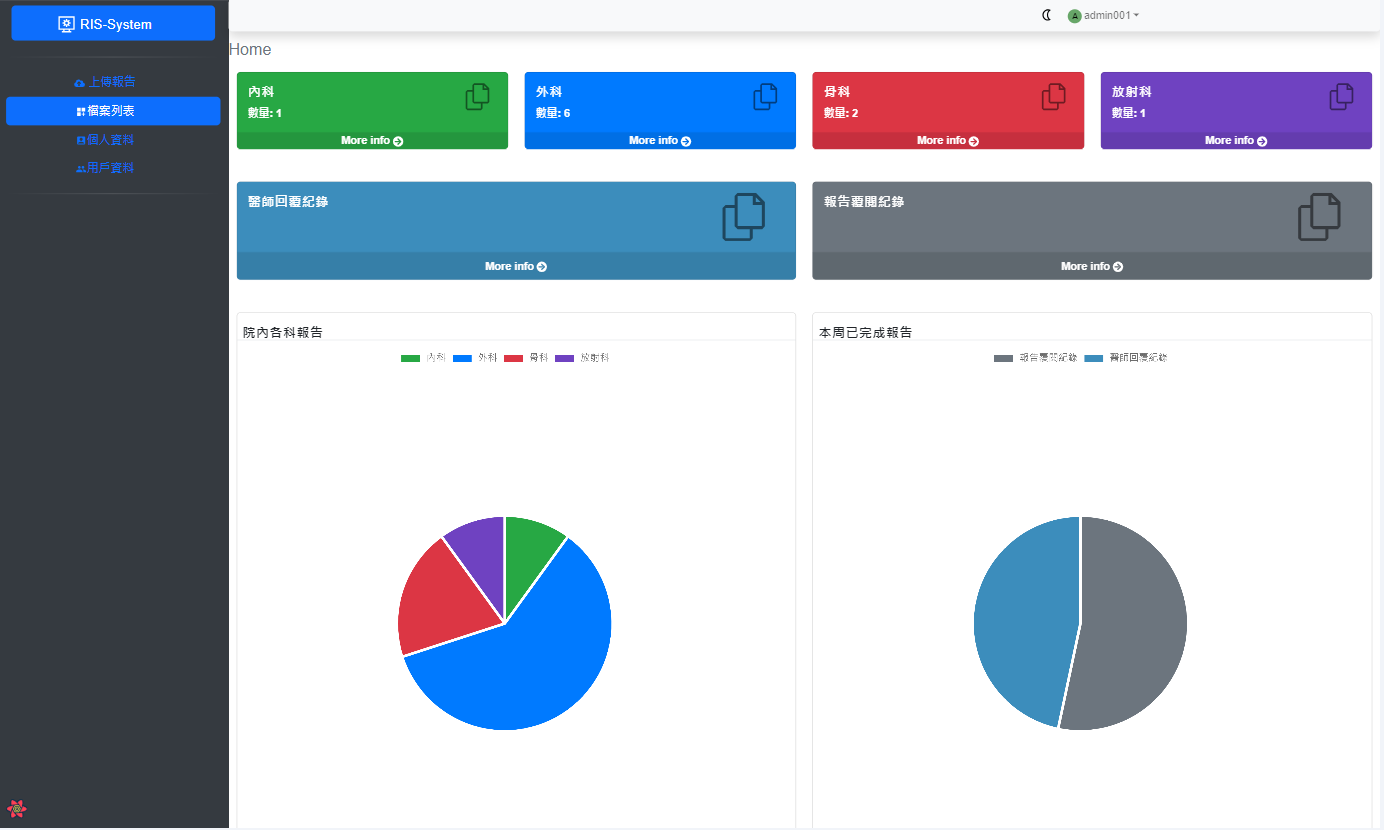 RIS-System
admin001
上傳報告
檔案列表
個人資料
用戶資料
Home
內科
數量: 1
More info
外科
數量: 6
More info
骨科
數量: 2
More info
放射科
數量: 1
More info
醫師回覆紀錄
More info
報告覆閱紀錄
More info
院內各科報告
內科 外科 骨科 放射科
本周已完成報告
報告覆閱紀錄 醫師回覆紀錄